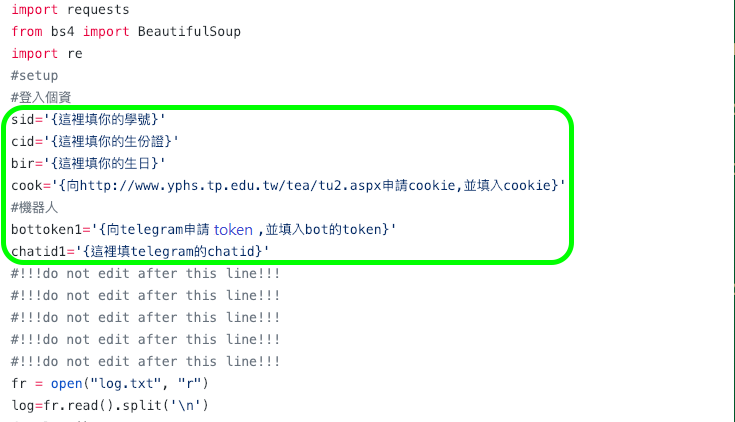 import requests
from bs4 import BeautifulSoup
import re
#setup
#登入個資
sid='{這裡填你的學號}'
cid='{這裡填你的生份證}'
bir='{這裡填你的生日}'
cook='{向http://www.yphs.tp.edu.tw/tea/tu2.aspx申請cookie,並填入cookie}'
#機器人
bottoken1='{向telegram申請 token ,並填入bot的token}'
chatid1='{這裡填telegram的chatid}'
#!!!do not edit after this line!!!
#!!!do not edit after this line!!!
#!!!do not edit after this line!!!
#!!!do not edit after this line!!!
#!!!do not edit after this line!!!
fr = open("log.txt", "r")
log=fr.read().split('\n')